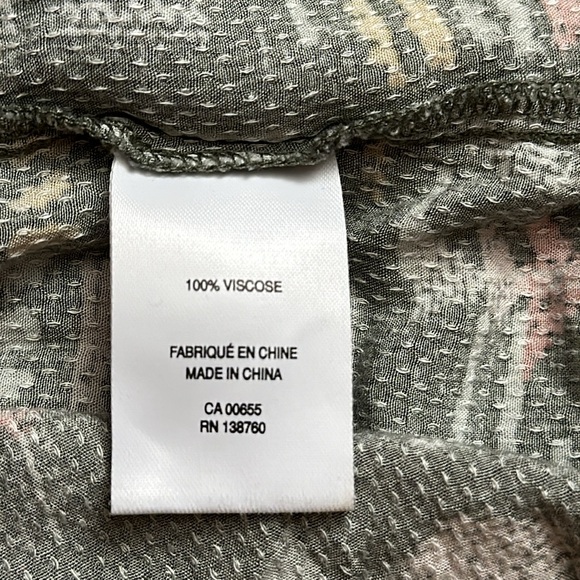 100% VISCOSE
FABRIQUÉ EN CHINE
MADE IN CHINA
CA 00655
RN 138760